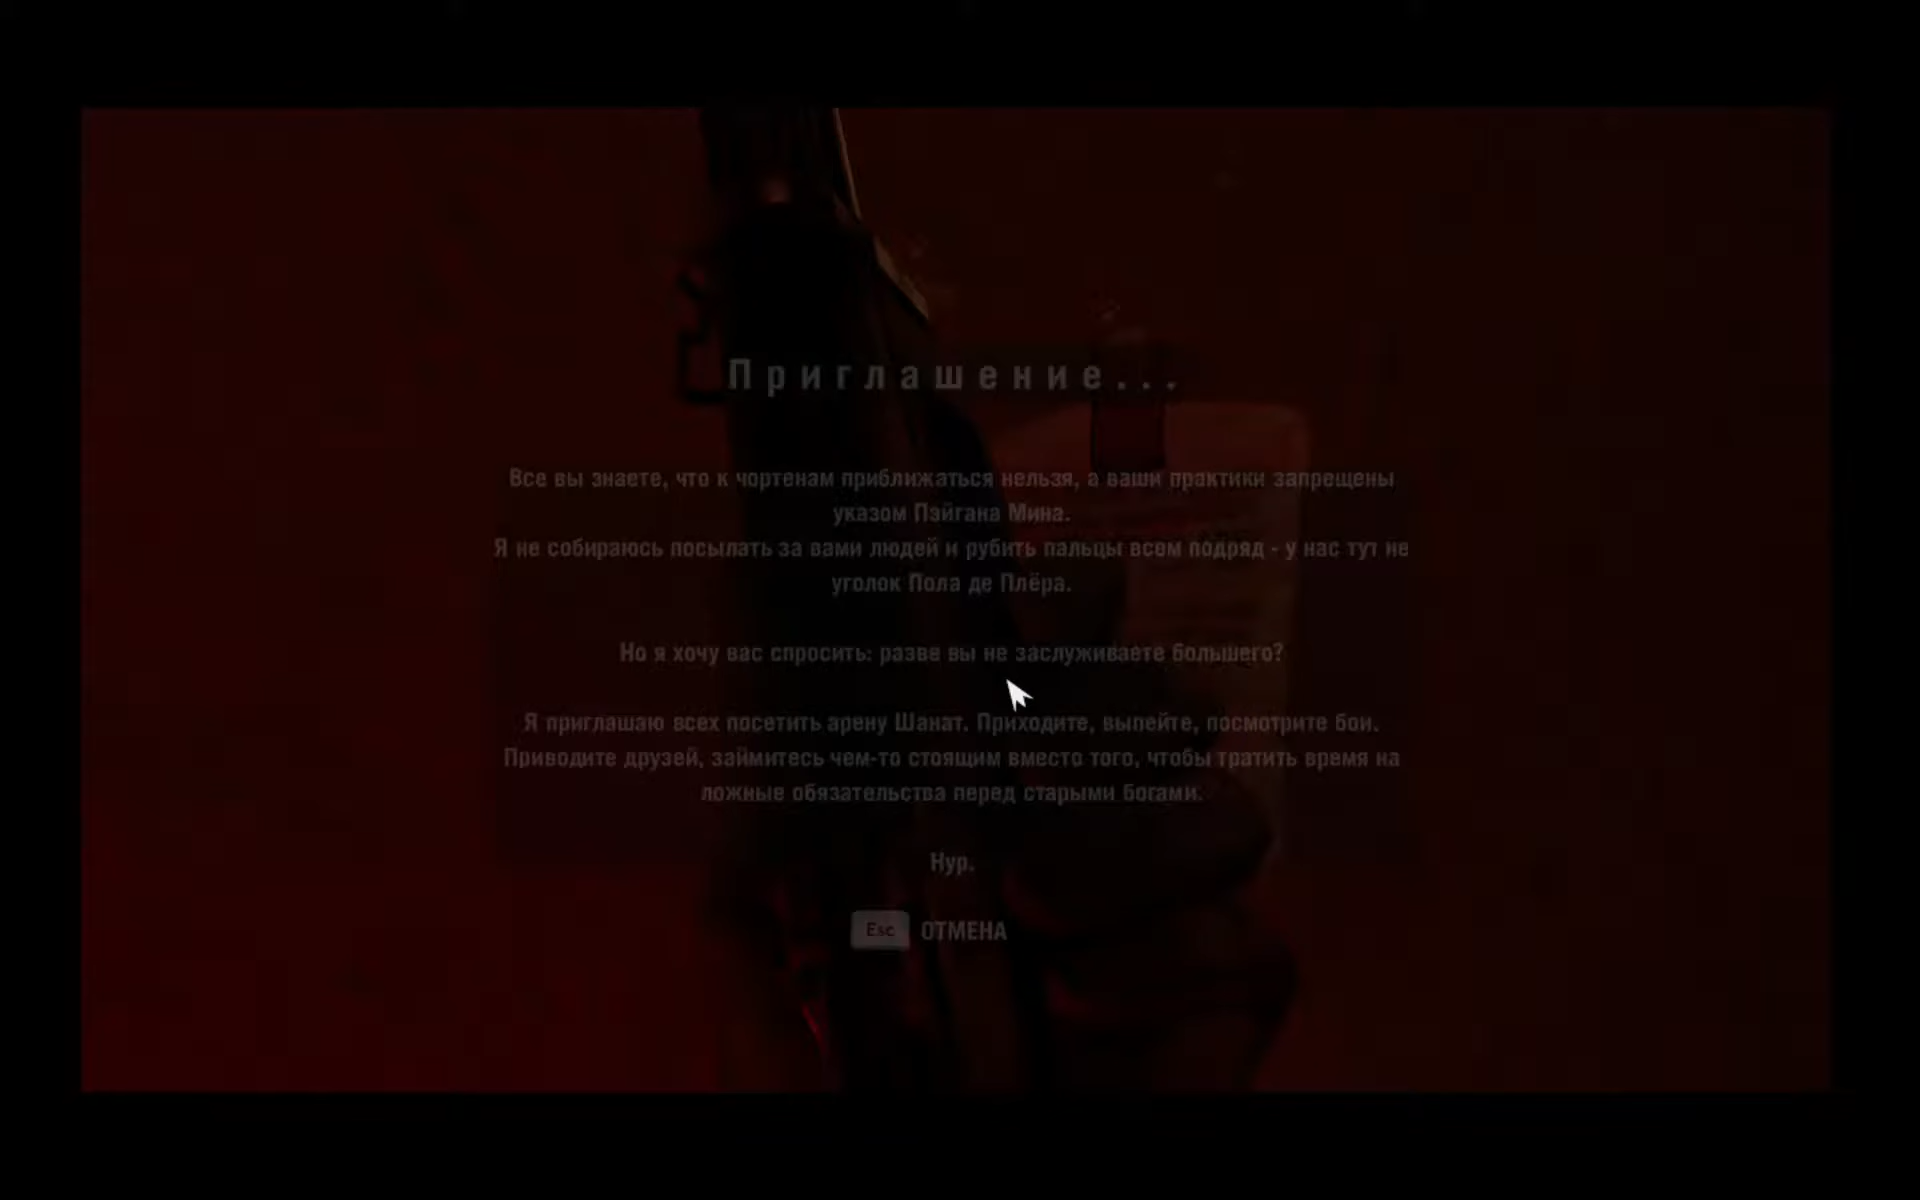 Приглашение...
Все вы знаете, что к чортенам приближаться нельзя, а ваши практики запрещены
указом Пэйгана Мина.
Я не собираюсь посылать за вами людей и рубить пальцы всем подряд - у нас тут не
уголок Пола де Плёра.
Но я хочу вас спросить: разве вы не заслуживаете большего?
Я приглашаю всех посетить арену Шанат. Приходите, выпейте, посмотрите бои.
Приводите друзей, займитесь чем-то стоящим вместо того, чтобы тратить время на
ложные обязательства перед старыми богами.
Нур.
Esc ОТМЕНА